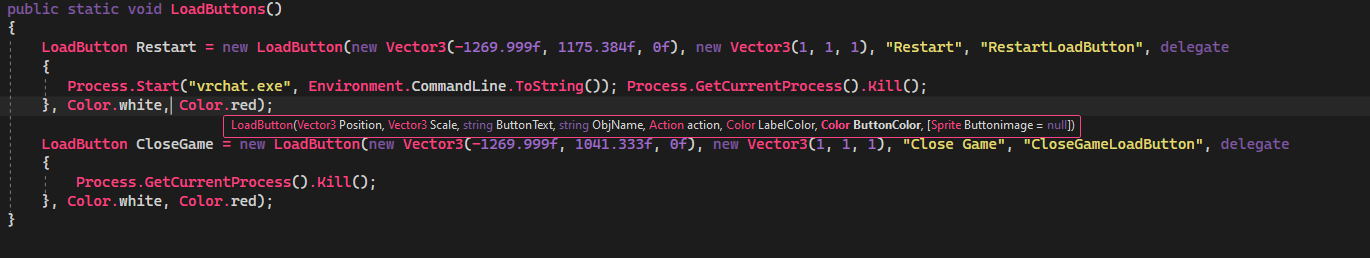 public static void LoadButtons()
{
LoadButton Restart = new LoadButton(new Vector3(-1269.999f, 1175.384f, 0f), new Vector3(1, 1, 1), "Restart", "RestartLoadButton", delegate
{
Process.Start("vrchat.exe", Environment.CommandLine.ToString()); Process.GetCurrentProcess().Kill();
}, Color.white, Color.red);
LoadButton(Vector3 Position, Vector3 Scale, string ButtonText, string ObjName, Action action, Color LabelColor, Color ButtonColor, [Sprite Buttonimage = null])
LoadButton CloseGame = new LoadButton(new Vector3(-1269.999f, 1041.333f, 0f), new Vector3(1, 1, 1), "Close Game", "CloseGameLoadButton", delegate
{
Process.GetCurrentProcess().Kill();
}, Color.white, Color.red);
}